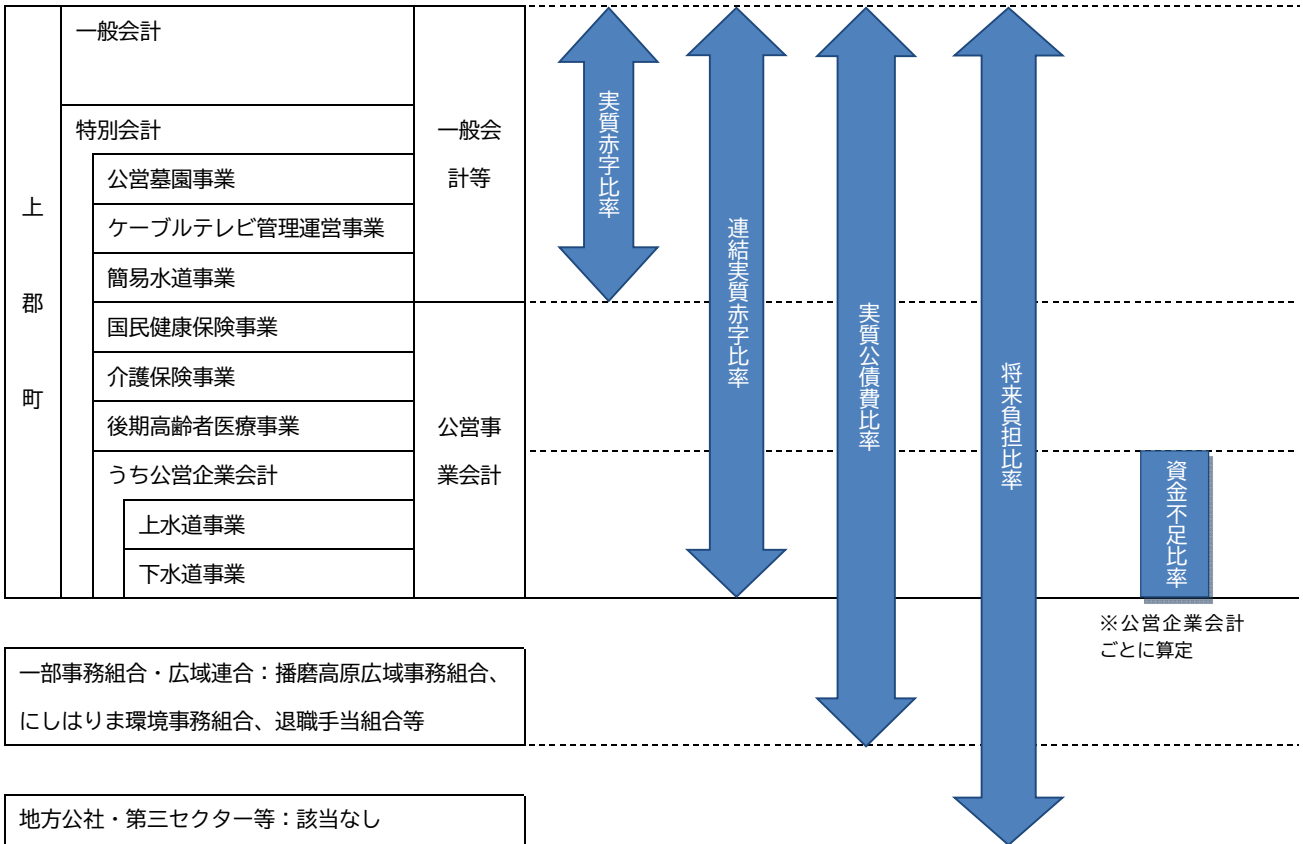 上郡町
一般会計
特別会計
公営墓園事業
ケーブルテレビ管理運営事業
簡易水道事業
国民健康保険事業
介護保険事業
後期高齢者医療事業
うち公営企業会計
上水道事業
下水道事業
一般会
計等
公営事
業会計
実質赤字比率
連結実質赤字比率
実質公債費比率
将来負担比率
資金不足比率
※公営企業会計
ごとに算定
一部事務組合・広域連合：播磨高原広域事務組合、
にしはりま環境事務組合、退職手当組合等
地方公社・第三セクター等：該当なし